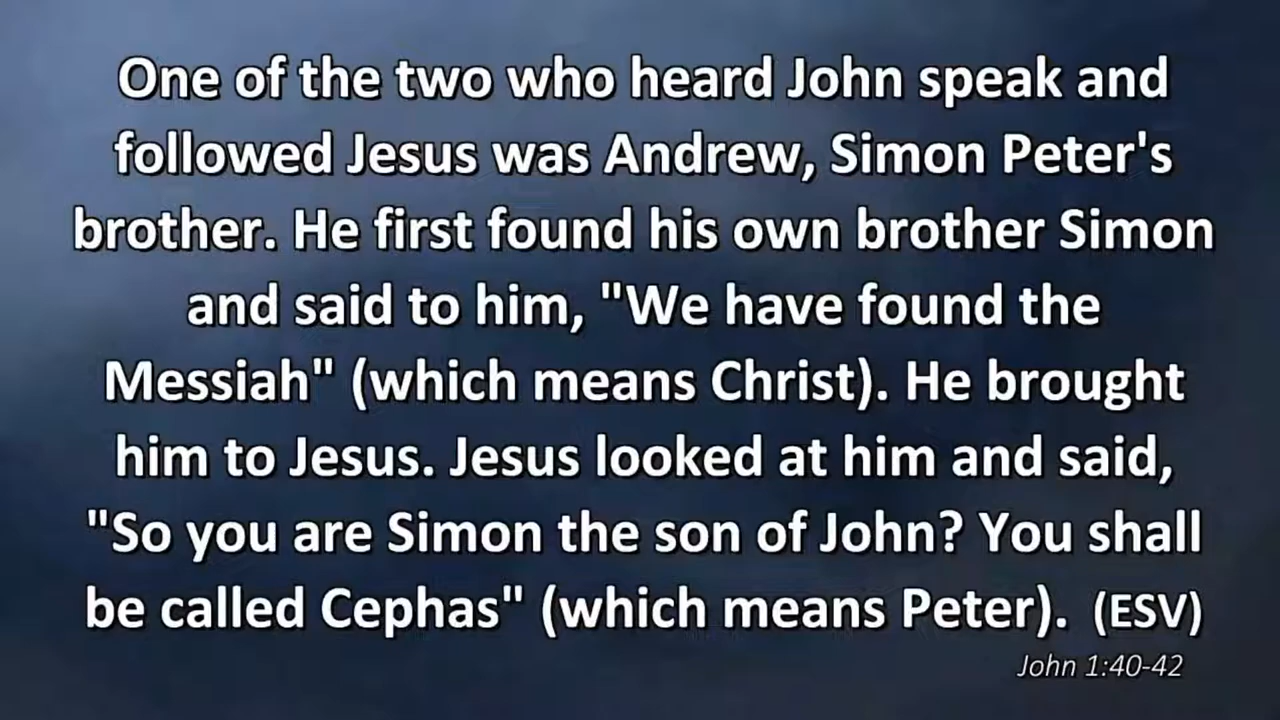 One of the two who heard John speak and
followed Jesus was Andrew, Simon Peter's
brother. He first found his own brother Simon
and said to him, "We have found the
Messiah" (which means Christ). He brought
him to Jesus. Jesus looked at him and said,
"So you are Simon the son of John? You shall
be called Cephas" (which means Peter). (ESV)
John 1:40-42